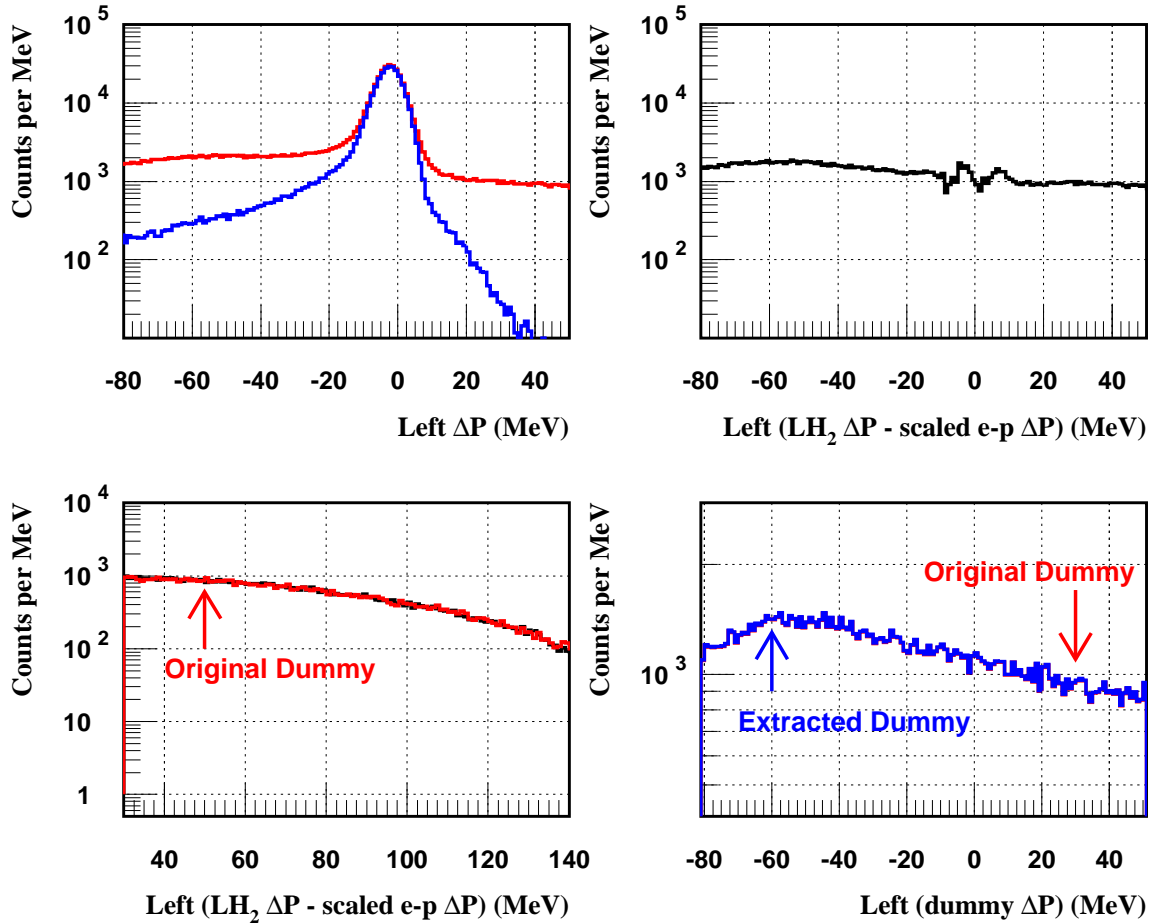 Counts per MeV
10^5
10^4
10^3
10^2
-80 -60 -40 -20 0 20 40
Left ΔP (MeV)
Counts per MeV
10^5
10^4
10^3
10^2
-80 -60 -40 -20 0 20 40
Left (LH₂ ΔP - scaled e-p ΔP) (MeV)
Counts per MeV
10^4
10^3
10^2
10
1
Original Dummy
40 60 80 100 120 140
Left (LH₂ ΔP - scaled e-p ΔP) (MeV)
Counts per MeV
10^3
Original Dummy
Extracted Dummy
-80 -60 -40 -20 0 20 40
Left (dummy ΔP) (MeV)